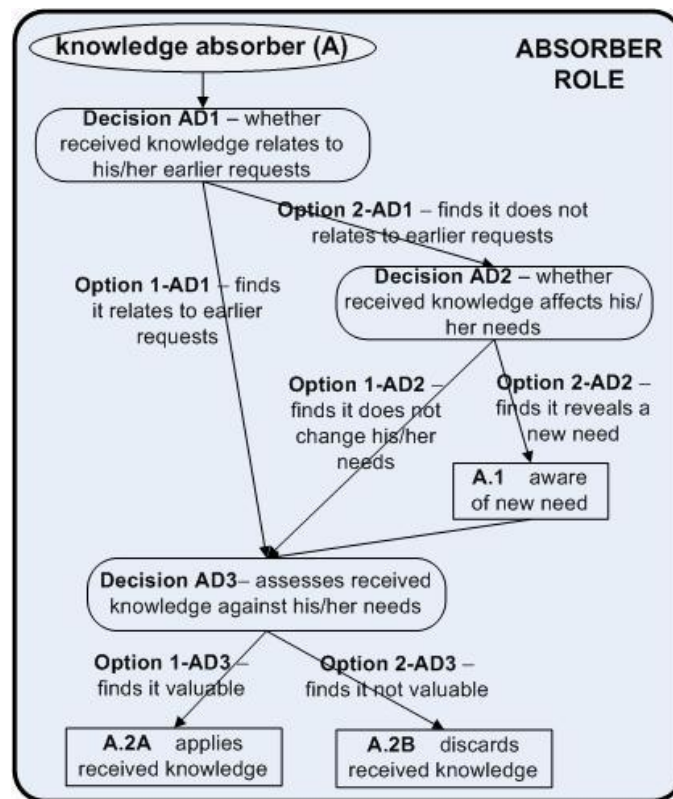 knowledge absorber (A)
ABSORBER
ROLE
Decision AD1 – whether
received knowledge relates to
his/her earlier requests
Option 2-AD1 – finds it does not
relates to earlier requests
Option 1-AD1 – finds
it relates to earlier
requests
Decision AD2 – whether
received knowledge affects his/
her needs
Option 1-AD2 –
finds it does not
change his/her
needs
Option 2-AD2 –
finds it reveals a
new need
A.1 aware
of new need
Decision AD3– assesses received
knowledge against his/her needs
Option 1-AD3 –
finds it valuable
Option 2-AD3 –
finds it not valuable
A.2A applies
received knowledge
A.2B discards
received knowledge